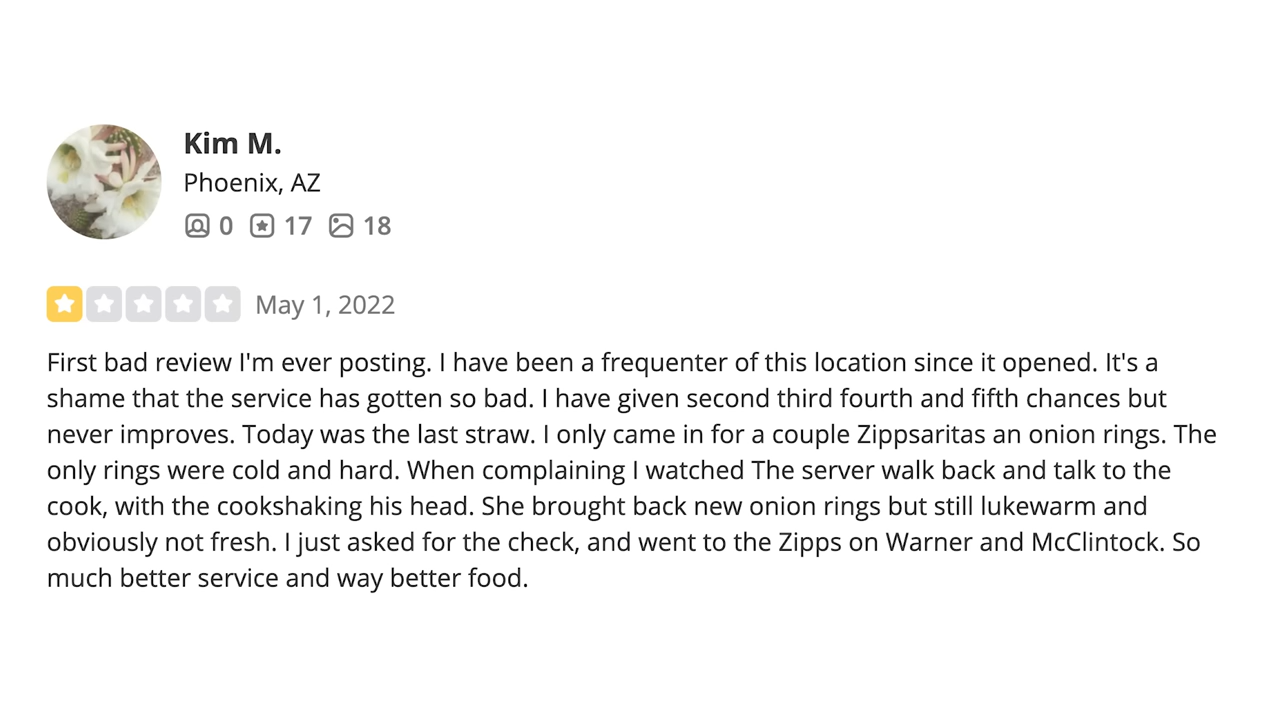 Kim M.
Phoenix, AZ
0 17 18
May 1, 2022
First bad review I'm ever posting. I have been a frequenter of this location since it opened. It's a
shame that the service has gotten so bad. I have given second third fourth and fifth chances but
never improves. Today was the last straw. I only came in for a couple Zippsaritas an onion rings. The
only rings were cold and hard. When complaining I watched The server walk back and talk to the
cook, with the cookshaking his head. She brought back new onion rings but still lukewarm and
obviously not fresh. I just asked for the check, and went to the Zipps on Warner and McClintock. So
much better service and way better food.